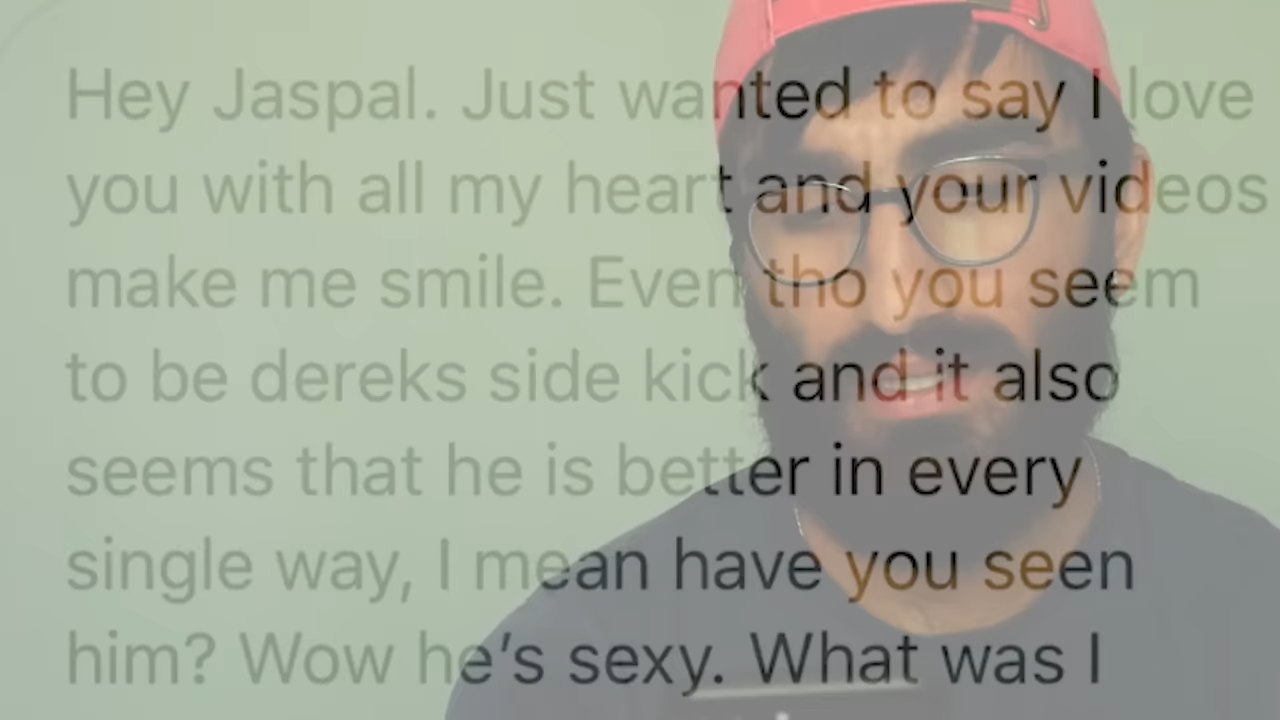 Hey Jaspal. Just wanted to say I love
you with all my heart and your videos
make me smile. Even tho you seem
to be dereks side kick and it also
seems that he is better in every
single way, I mean have you seen
him? Wow he’s sexy. What was I